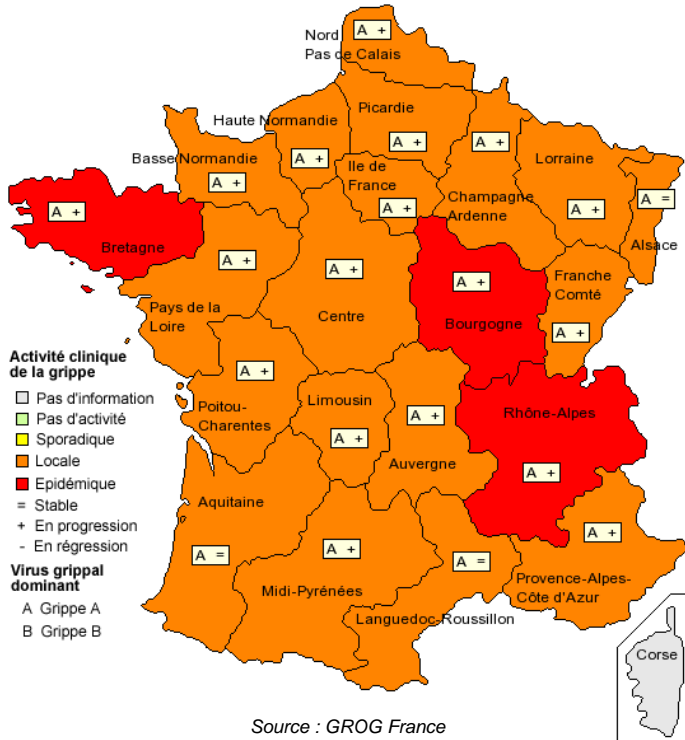 A +
Nord
Pas de Calais
Picardie
A +
Haute Normandie
A +
A +
Basse Normandie
A +
Ile de
France
A +
Champagne
Ardenne
Lorraine
A +
A =
Alsace
A +
Bretagne
A +
Pays de la
Loire
A +
Centre
A +
Bourgogne
Franche
Comté
A +
Activité clinique
de la grippe
Pas d'information
Pas d'activité
Sporadique
Locale
Epidémique
= Stable
+ En progression
- En régression
Virus grippal
dominant
A Grippe A
B Grippe B
A +
Poitou-
Charentes
Limousin
A +
A +
Auvergne
Rhône-Alpes
A +
Aquitaine
A =
A +
Midi-Pyrénées
A =
Languedoc-Roussillon
A +
Provence-Alpes-
Côte d'Azur
Corse
Source : GROG France